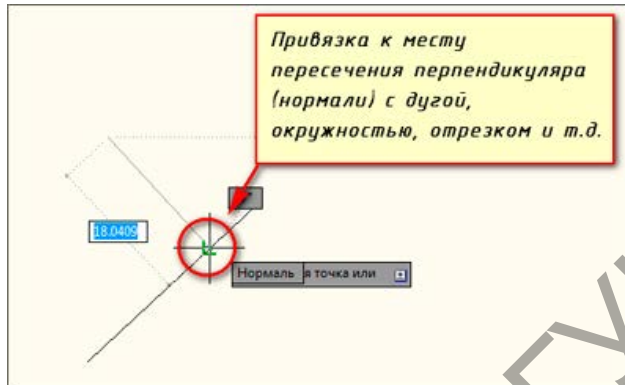 Привязка к месту
пересечения перпендикуляра
(нормали) с дугой,
окружностью, отрезком и т.д.
18.0409
Нормаль я точка или